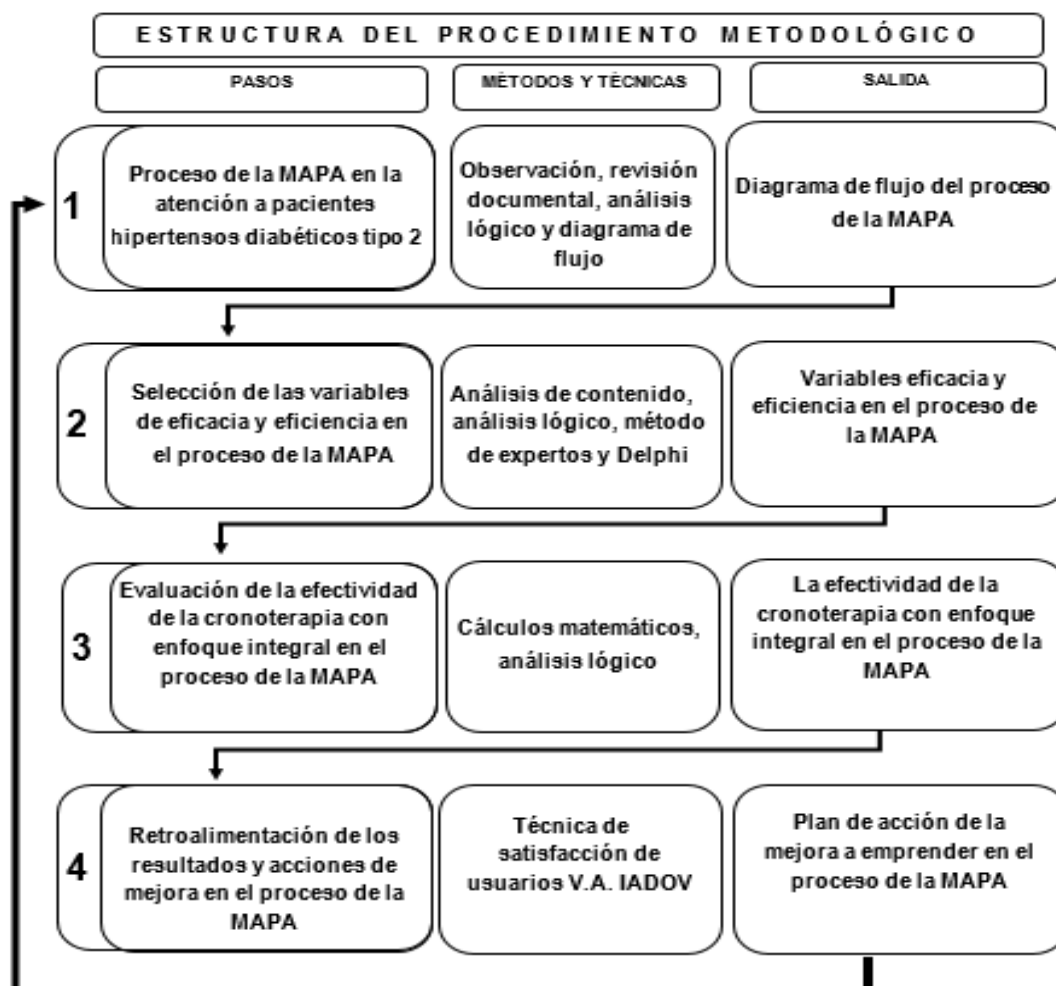 ESTRUCTURA DEL PROCEDIMIENTO METODOLÓGICO
PASOS
MÉTODOS Y TÉCNICAS
SALIDA
1
Proceso de la MAPA en la
atención a pacientes
hipertensos diabéticos tipo 2
Observación, revisión
documental, análisis
lógico y diagrama de
flujo
Diagrama de flujo del proceso
de la MAPA
2
Selección de las variables
de eficacia y eficiencia en
el proceso de la MAPA
Análisis de contenido,
análisis lógico, método
de expertos y Delphi
Variables eficacia y
eficiencia en el proceso de
la MAPA
3
Evaluación de la efectividad
de la cronoterapia con
enfoque integral en el
proceso de la MAPA
Cálculos matemáticos,
análisis lógico
La efectividad de la
cronoterapia con enfoque
integral en el proceso de la
MAPA
4
Retroalimentación de los
resultados y acciones de
mejora en el proceso de la
MAPA
Técnica de
satisfacción de
usuarios V.A. IADOV
Plan de acción de la
mejora a emprender en el
proceso de la MAPA